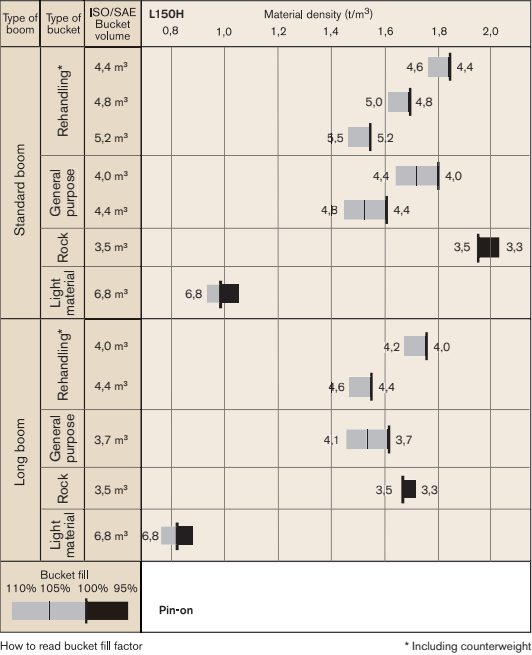 Type of boom
Type of bucket
ISO/SAE Bucket volume
L150H
Material density (t/m³)
0,8 1,0 1,2 1,4 1,6 1,8 2,0
Standard boom
Rehandling*
4,4 m³ 4,6 4,4
4,8 m³ 5,0 4,8
5,2 m³ 5,5 5,2
General purpose
4,0 m³ 4,4 4,0
4,4 m³ 4,8 4,4
Rock
3,5 m³ 3,5 3,3
Light material
6,8 m³ 6,8
Long boom
Rehandling*
4,0 m³ 4,2 4,0
4,4 m³ 4,6 4,4
General purpose
3,7 m³ 4,1 3,7
Rock
3,5 m³ 3,5 3,3
Light material
6,8 m³ 6,8
Bucket fill
110% 105% 100% 95%
Pin-on
How to read bucket fill factor
* Including counterweight